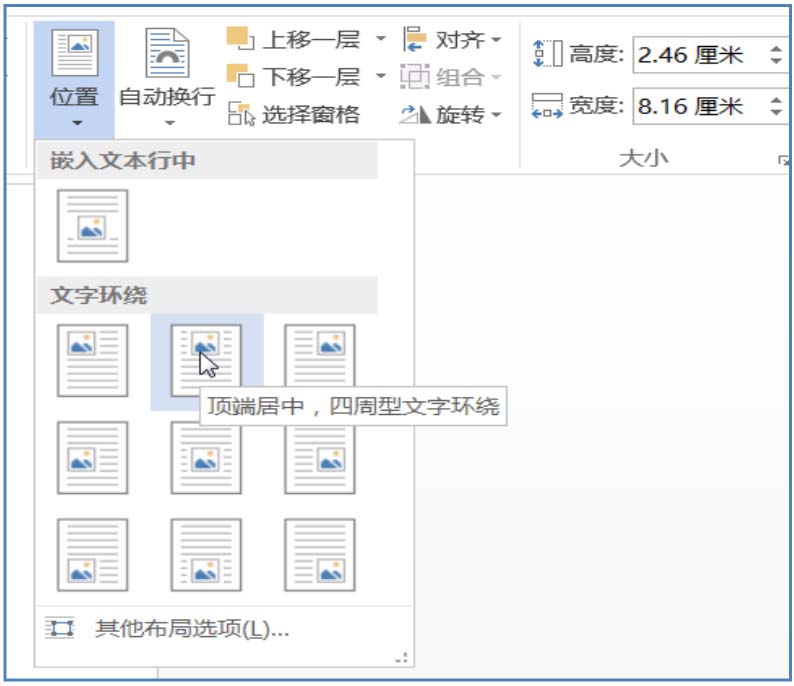 位置
自动换行
上移一层
下移一层
选择窗格
对齐
组合
旋转
高度: 2.46 厘米
宽度: 8.16 厘米
大小
嵌入文本行中
文字环绕
顶端居中，四周型文字环绕
其他布局选项(L)...